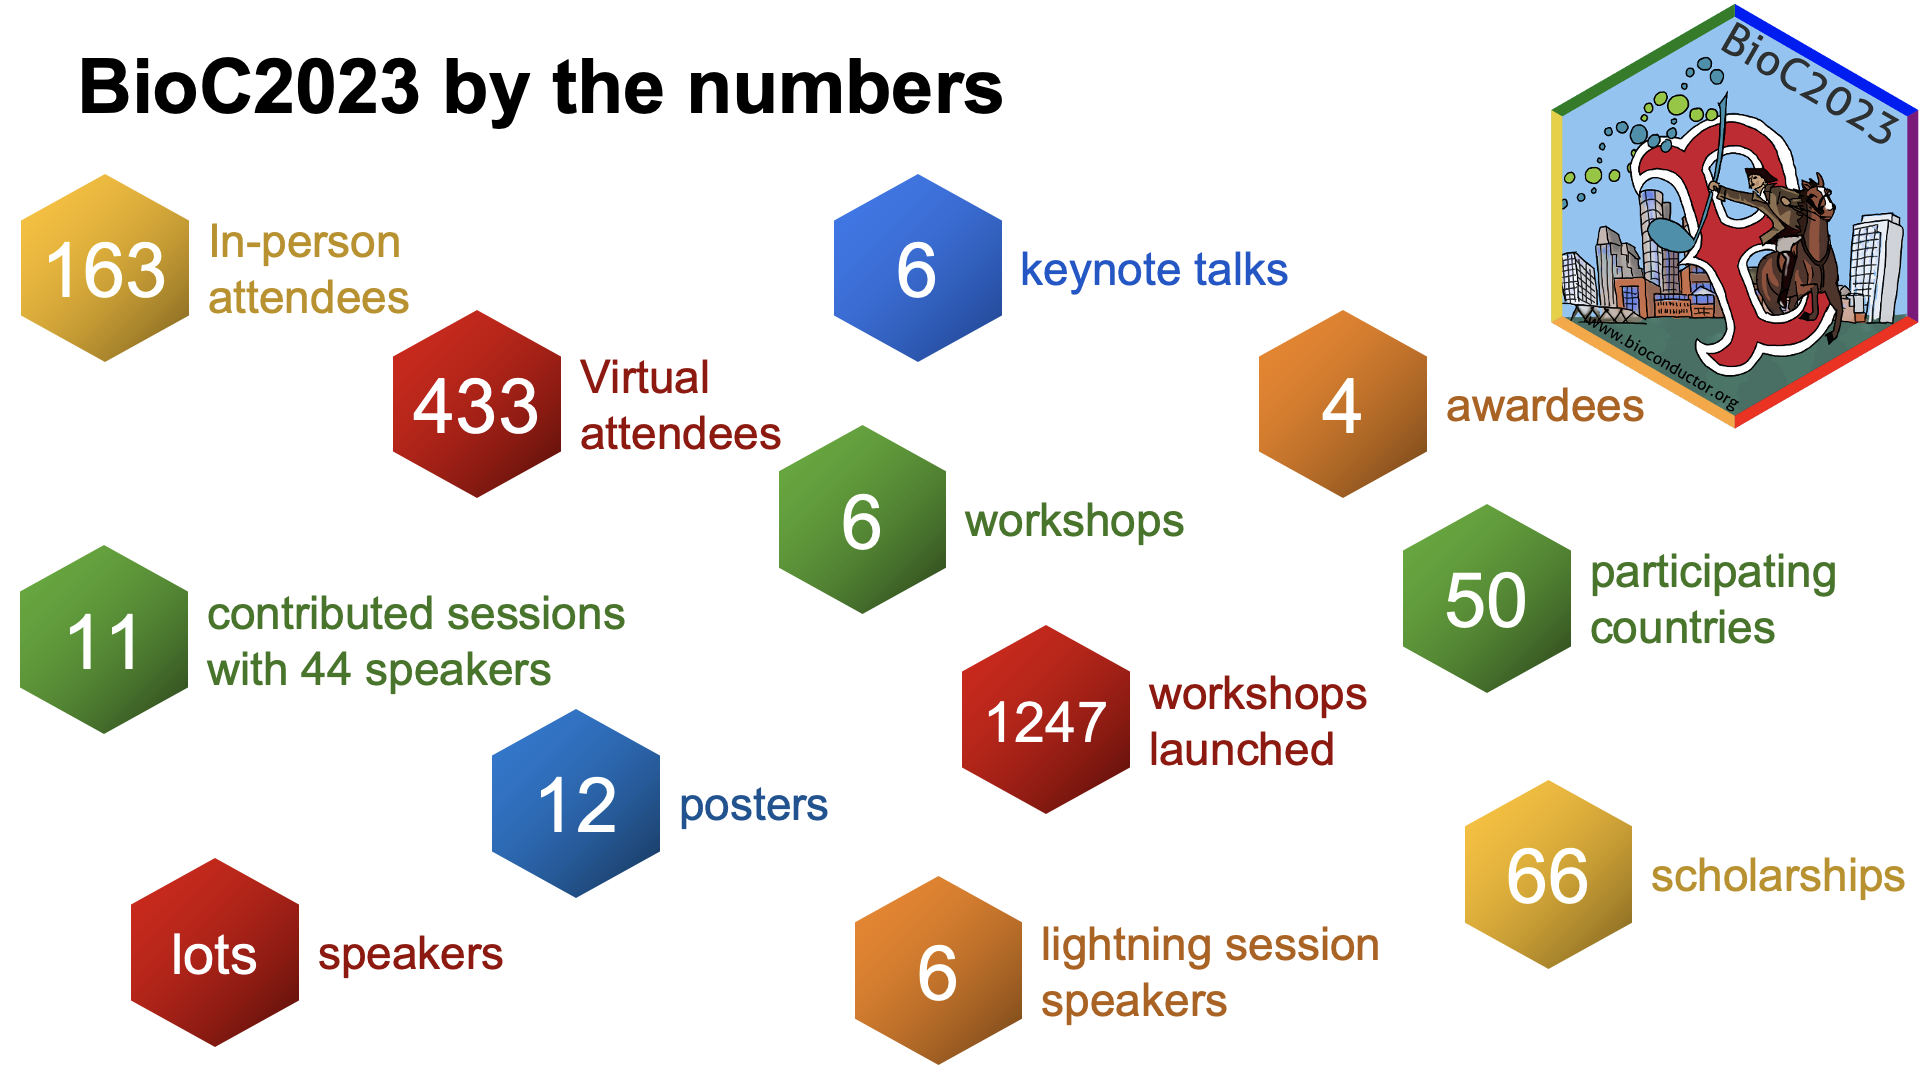 BioC2023 by the numbers
BioC2023
www.bioconductor.org
163
In-person
attendees
433
Virtual
attendees
6
keynote talks
4
awardees
6
workshops
50
participating
countries
11
contributed sessions
with 44 speakers
1247
workshops
launched
12
posters
66
scholarships
lots
speakers
6
lightning session
speakers